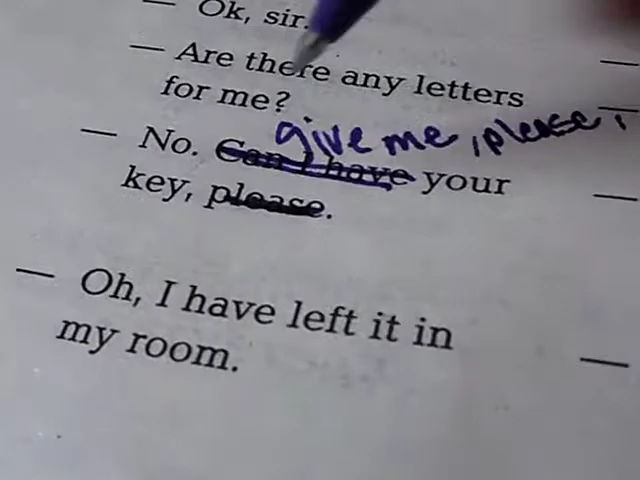 — Ok, sir.
— Are there any letters
for me?
give me, please,
— No. Can I have your
key, please.
— Oh, I have left it in
my room.